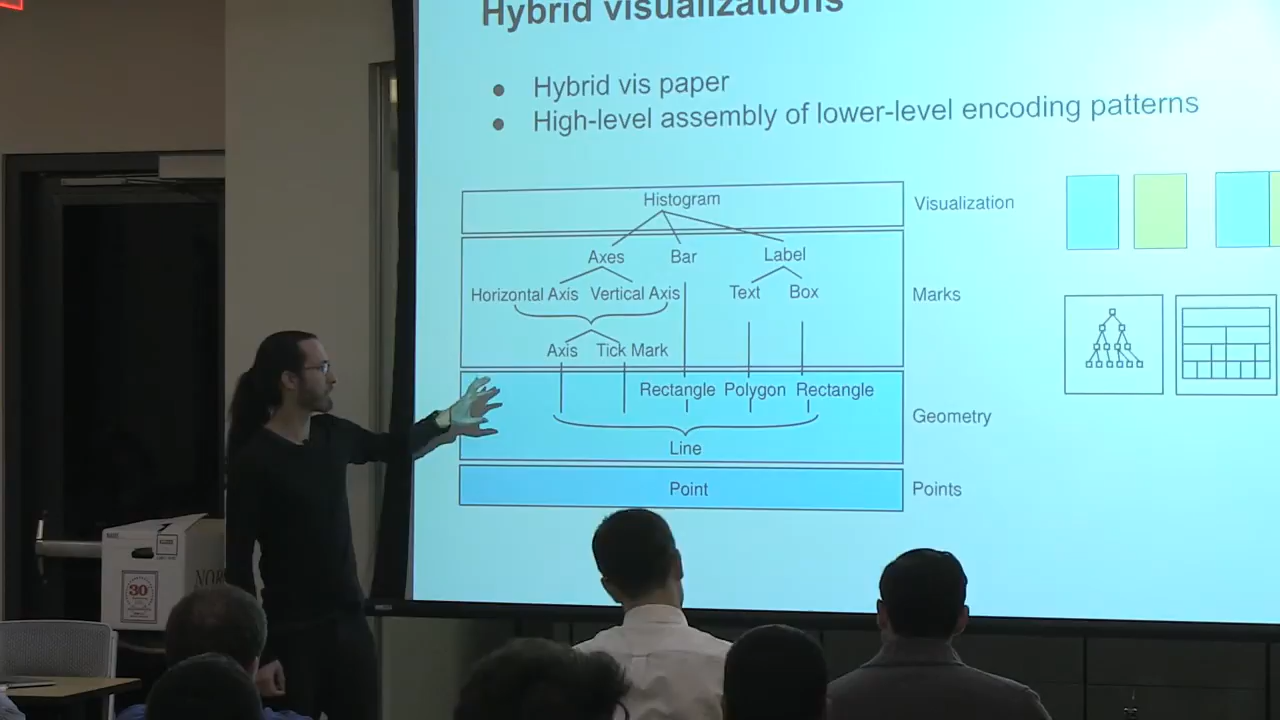 Hybrid visualizations
● Hybrid vis paper
● High-level assembly of lower-level encoding patterns
Histogram
Visualization
Axes Bar Label
Horizontal Axis Vertical Axis Text Box
Marks
Axis Tick Mark
Rectangle Polygon Rectangle
Geometry
Line
Point
Points
30